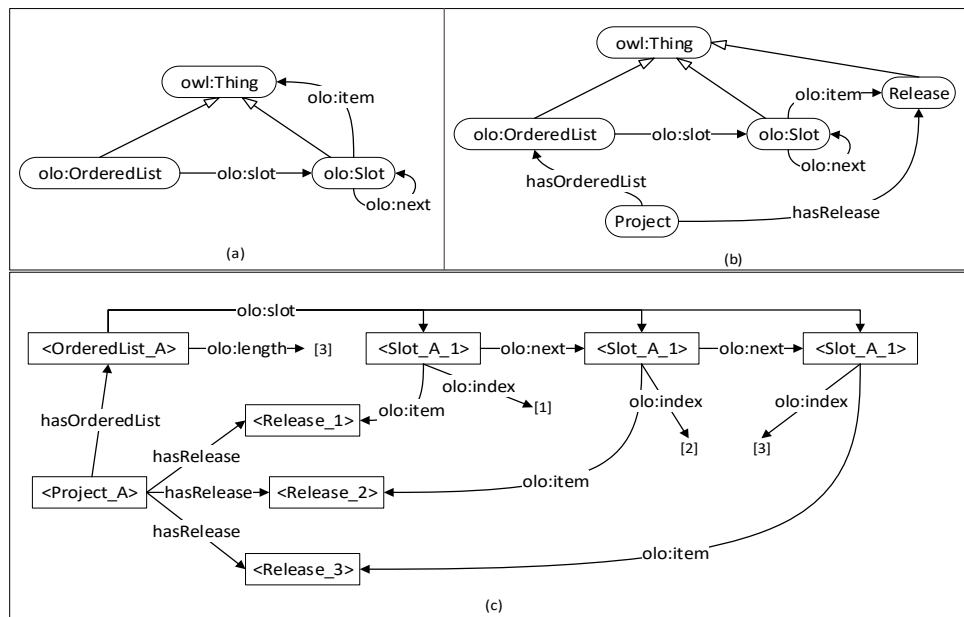 owl:Thing
olo:item
olo:OrderedList
olo:slot
olo:Slot
olo:next
(a)
owl:Thing
olo:item
Release
olo:OrderedList
olo:slot
olo:Slot
olo:next
hasOrderedList
Project
hasRelease
(b)
olo:slot
<OrderedList_A>
olo:length
[3]
<Slot_A_1>
olo:next
<Slot_A_1>
olo:next
<Slot_A_1>
olo:index
olo:item
olo:index
olo:index
[1]
hasOrderedList
<Release_1>
[2]
[3]
hasRelease
<Project_A>
hasRelease
<Release_2>
olo:item
hasRelease
olo:item
<Release_3>
(c)